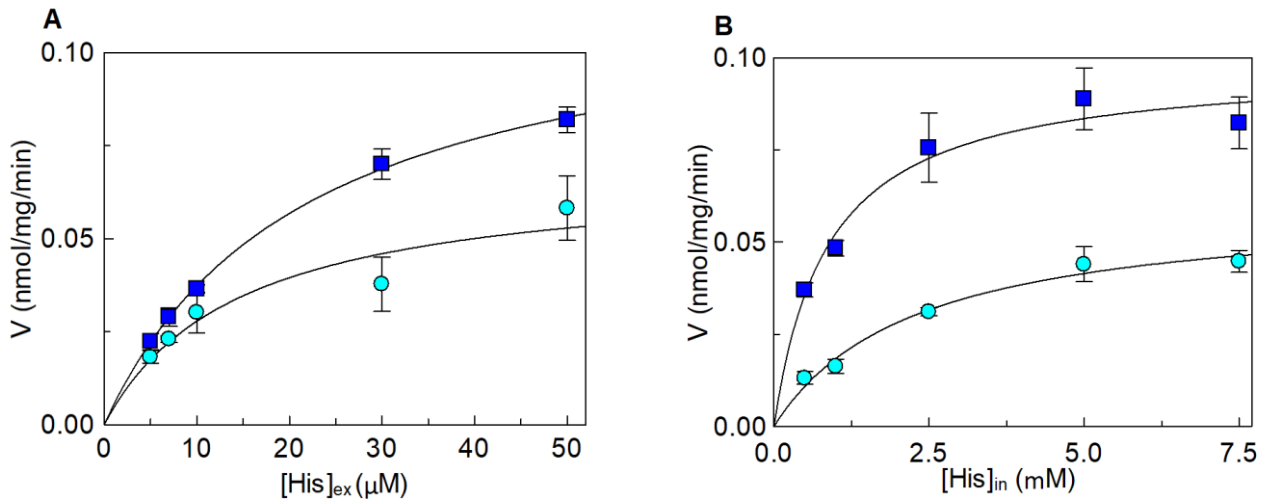 A
0.10
0.05
0.00
V (nmol/mg/min)
0 10 20 30 40 50
[His]ex (μM)
B
0.10
0.05
0.00
V (nmol/mg/min)
0.0 2.5 5.0 7.5
[His]in (mM)